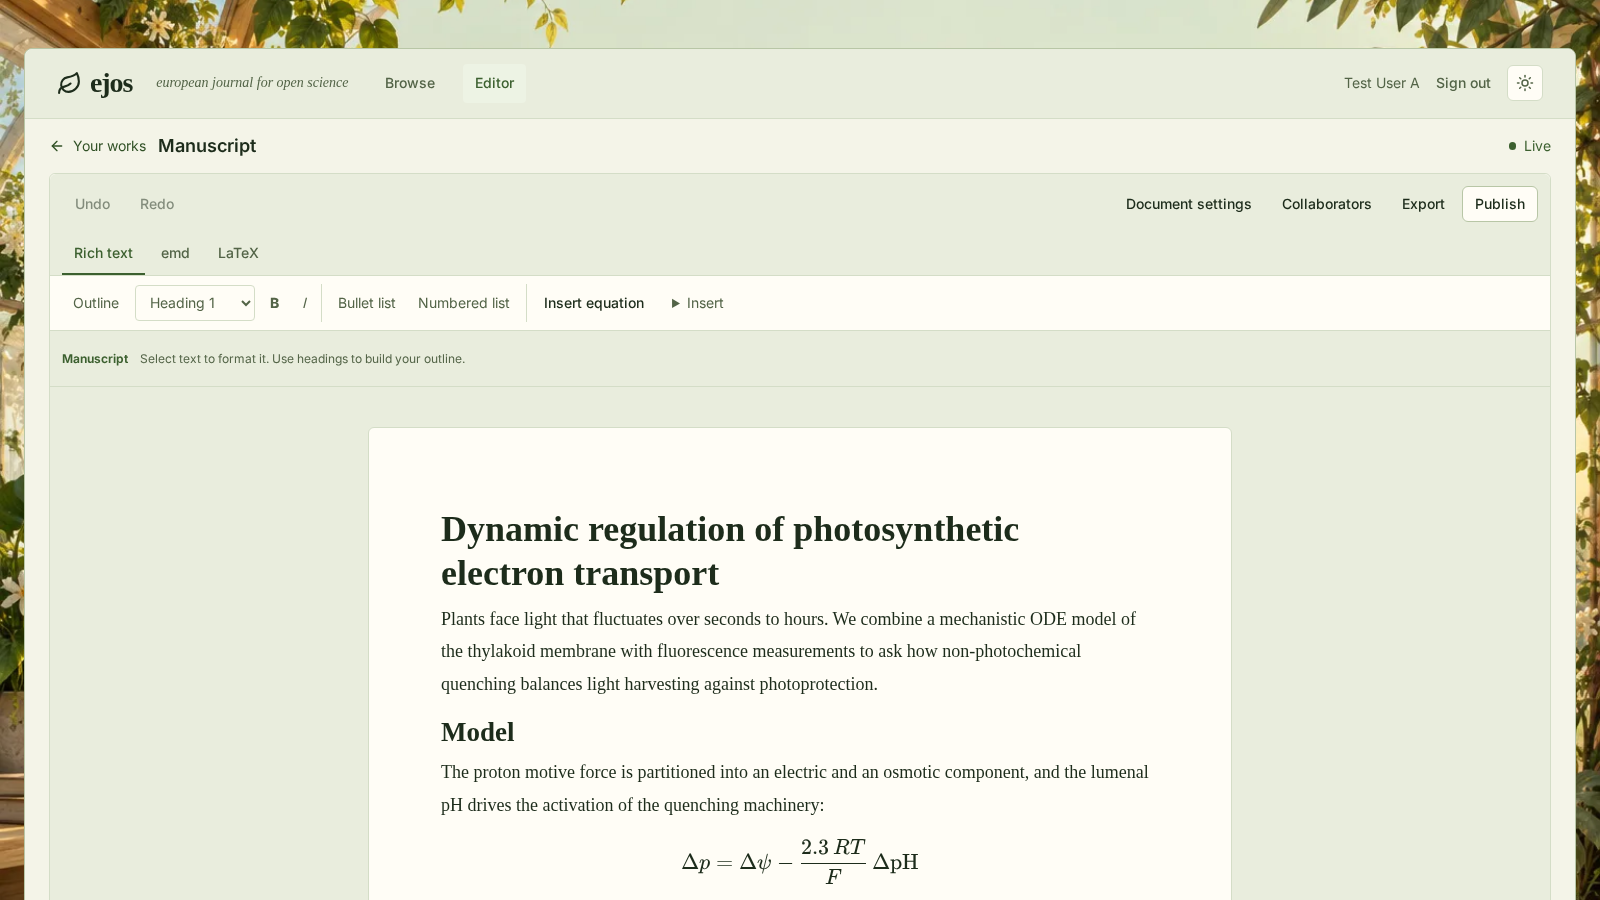 ejos european journal for open science Browse Editor Test User A Sign out
Your works Manuscript Live
Undo Redo Document settings Collaborators Export Publish
Rich text emd LaTeX
Outline Heading 1 B I Bullet list Numbered list Insert equation Insert
Manuscript Select text to format it. Use headings to build your outline.
Dynamic regulation of photosynthetic
electron transport
Plants face light that fluctuates over seconds to hours. We combine a mechanistic ODE model of
the thylakoid membrane with fluorescence measurements to ask how non-photochemical
quenching balances light harvesting against photoprotection.
Model
The proton motive force is partitioned into an electric and an osmotic component, and the lumenal
pH drives the activation of the quenching machinery:
Δp = Δψ − 2.3 RT / F ΔpH